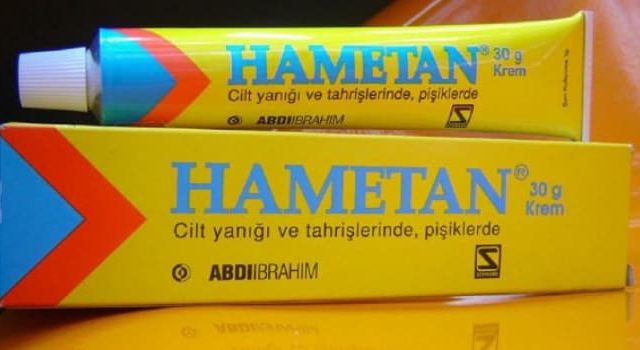 HAMETAN® 30 g
Krem
Cilt yanığı ve tahrişlerinde, pişiklerde
ABDIIBRAHIM
HAMETAN® 30 g
Krem
Cilt yanığı ve tahrişlerinde, pişiklerde
ABDIIBRAHIM